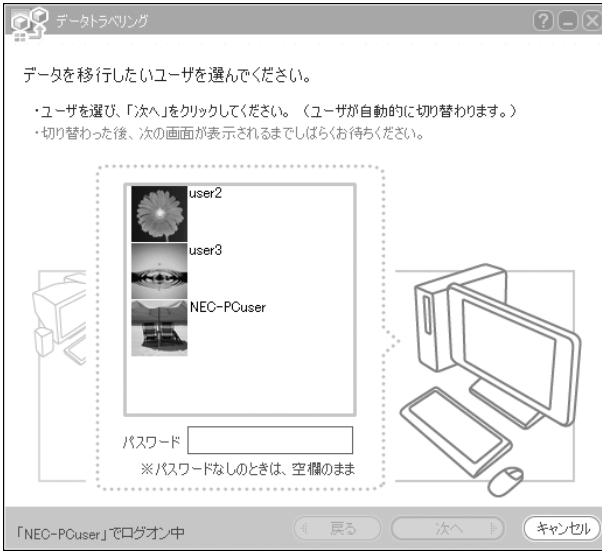 データトラベリング
データを移行したいユーザを選んでください。
・ユーザを選び、「次へ」をクリックしてください。（ユーザが自動的に切り替わります。）
・切り替わった後、次の画面が表示されるまでしばらくお待ちください。
user2
user3
NEC-PCuser
パスワード
※パスワードなしのときは、空欄のまま
「NEC-PCuser」でログオン中
戻る
次へ
キャンセル